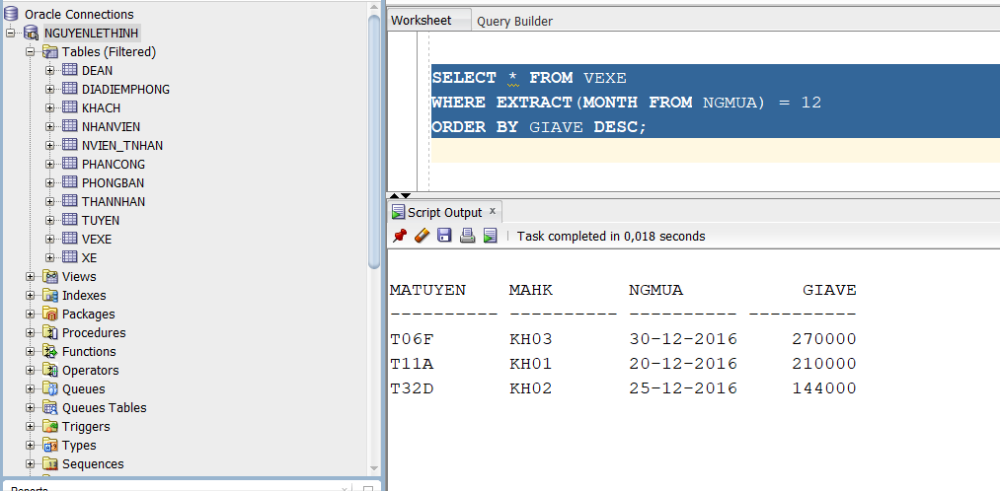 Oracle Connections
NGUYENLETHINH
Tables (Filtered)
DEAN
DIADIEMPHONG
KHACH
NHANVIEN
NVIEN_TNHAN
PHANCONG
PHONGBAN
THANNHAN
TUYEN
VEXE
XE
Views
Indexes
Packages
Procedures
Functions
Operators
Queues
Queues Tables
Triggers
Types
Sequences
Reports
Worksheet Query Builder
SELECT * FROM VEXE
WHERE EXTRACT(MONTH FROM NGMUA) = 12
ORDER BY GIAVE DESC;
Script Output x
Task completed in 0,018 seconds
MATUYEN MAHK NGMUA GIAVE
---------- ---------- ---------- ----------
T06F KH03 30-12-2016 270000
T11A KH01 20-12-2016 210000
T32D KH02 25-12-2016 144000